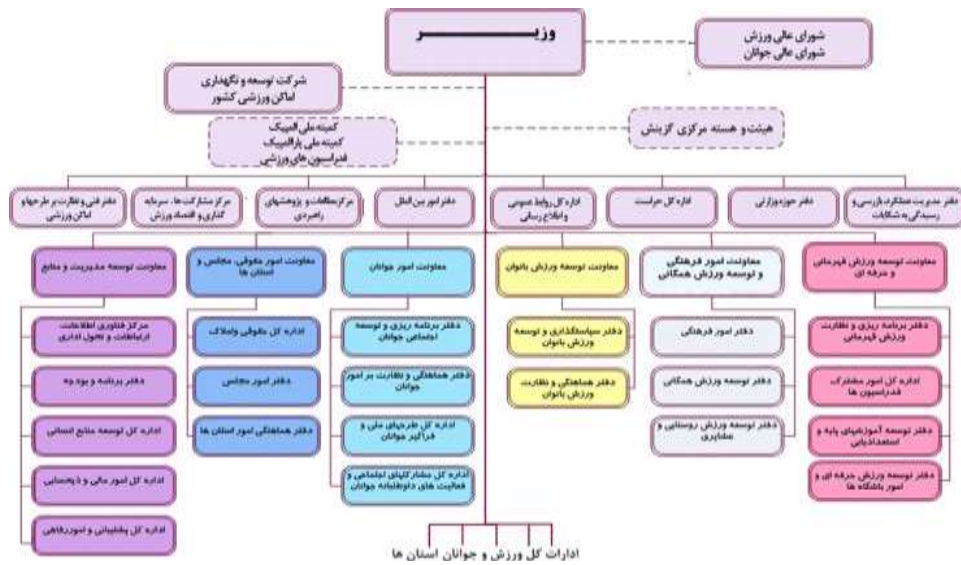 وزیـــــــر
شورای عالی ورزش
شورای عالی جوانان
شرکت توسعه و نگهداری
اماکن ورزشی کشور
کمیته ملی المپیک
کمیته ملی پارالمپیک
فدراسیون های ورزشی
هیئت و هسته مرکزی گزینش
دفتر مدیریت عملکرد، بازرسی و
رسیدگی به شکایات
دفتر حوزه وزارتی
اداره کل حراست
اداره کل روابط عمومی
و اطلاع رسانی
دفتر امور بین الملل
مرکز مطالعات و پژوهشهای
راهبردی
مرکز مشارکت ها، سرمایه
گذاری و اقتصاد ورزش
دفتر فنی و نظارت بر طرحها و
اماکن ورزشی
معاونت توسعه ورزش قهرمانی
و حرفه ای
معاونت امور فرهنگی
و توسعه ورزش همگانی
معاونت توسعه ورزش بانوان
معاونت امور جوانان
معاونت امور حقوقی، مجلس و
استان ها
معاونت توسعه مدیریت و منابع
دفتر برنامه ریزی و نظارت
ورزش قهرمانی
اداره کل امور مشترک
فدراسیون ها
دفتر توسعه آموزشهای پایه و
استعدادیابی
دفتر توسعه ورزش حرفه ای و
امور باشگاه ها
دفتر امور فرهنگی
دفتر توسعه ورزش همگانی
دفتر توسعه ورزش روستایی و
عشایری
دفتر سیاستگذاری و توسعه
ورزش بانوان
دفتر هماهنگی و نظارت
ورزش بانوان
دفتر برنامه ریزی و توسعه
اجتماعی جوانان
دفتر هماهنگی و نظارت بر امور
جوانان
اداره کل طرحهای ملی و
فراگیر جوانان
اداره کل مشارکتهای اجتماعی و
فعالیت های داوطلبانه جوانان
اداره کل حقوقی و املاک
دفتر امور مجلس
دفتر هماهنگی امور استان ها
مرکز فناوری اطلاعات،
ارتباطات و تحول اداری
دفتر برنامه و بودجه
اداره کل توسعه منابع انسانی
اداره کل امور مالی و ذیحسابی
اداره کل پشتیبانی و امور رفاهی
ادارات کل ورزش و جوانان استان ها